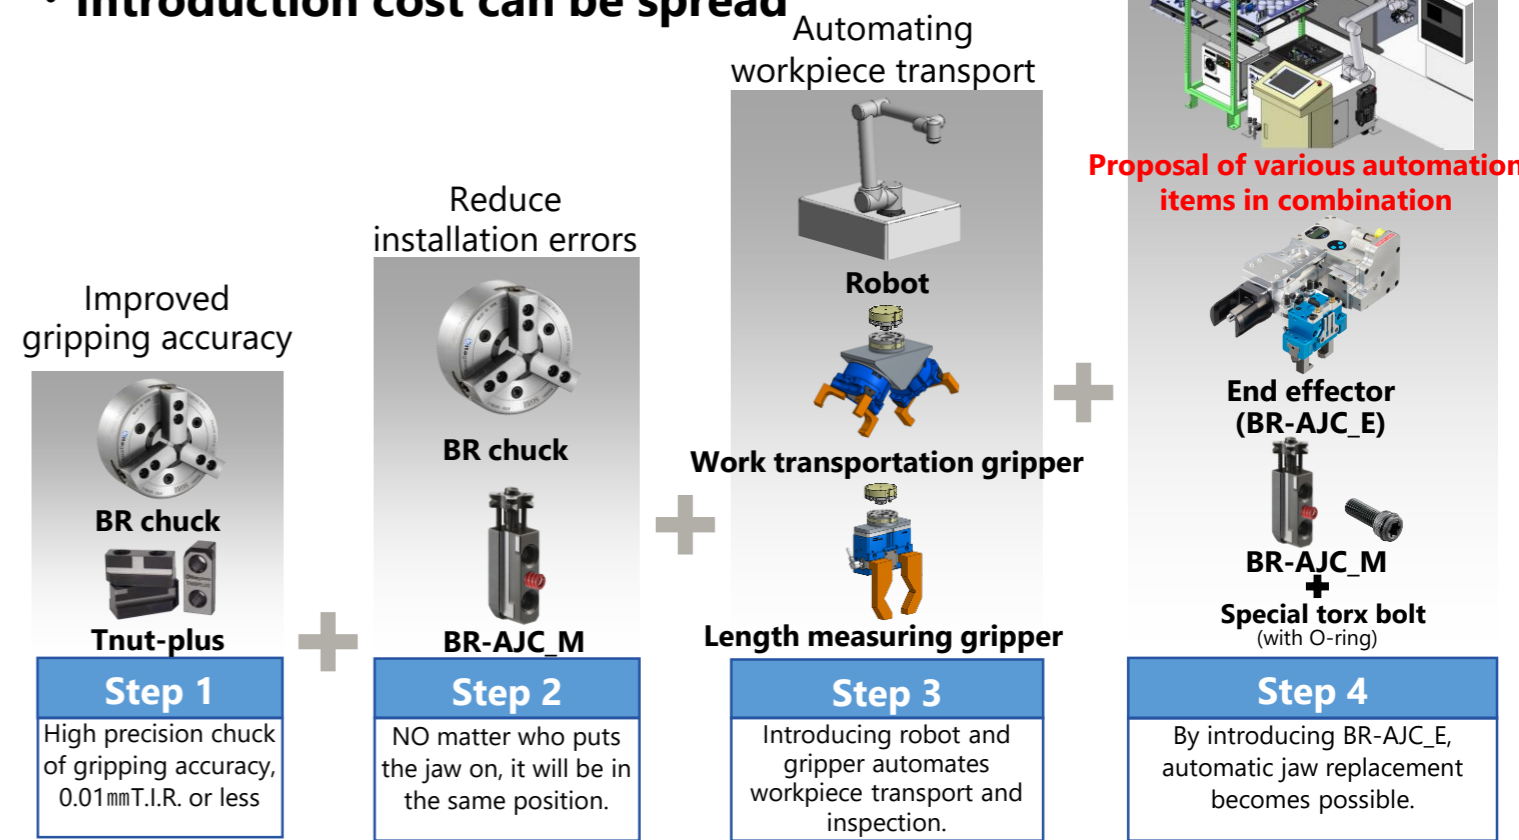 ・Introduction cost can be spread
Improved
gripping accuracy
BR chuck
Tnut-plus
Step 1
High precision chuck
of gripping accuracy,
0.01㎜T.I.R. or less
Reduce
installation errors
BR chuck
BR-AJC_M
Step 2
NO matter who puts
the jaw on, it will be in
the same position.
Automating
workpiece transport
Robot
Work transportation gripper
Length measuring gripper
Step 3
Introducing robot and
gripper automates
workpiece transport and
inspection.
Proposal of various automation
items in combination
End effector
(BR-AJC_E)
BR-AJC_M
Special torx bolt
(with O-ring)
Step 4
By introducing BR-AJC_E,
automatic jaw replacement
becomes possible.